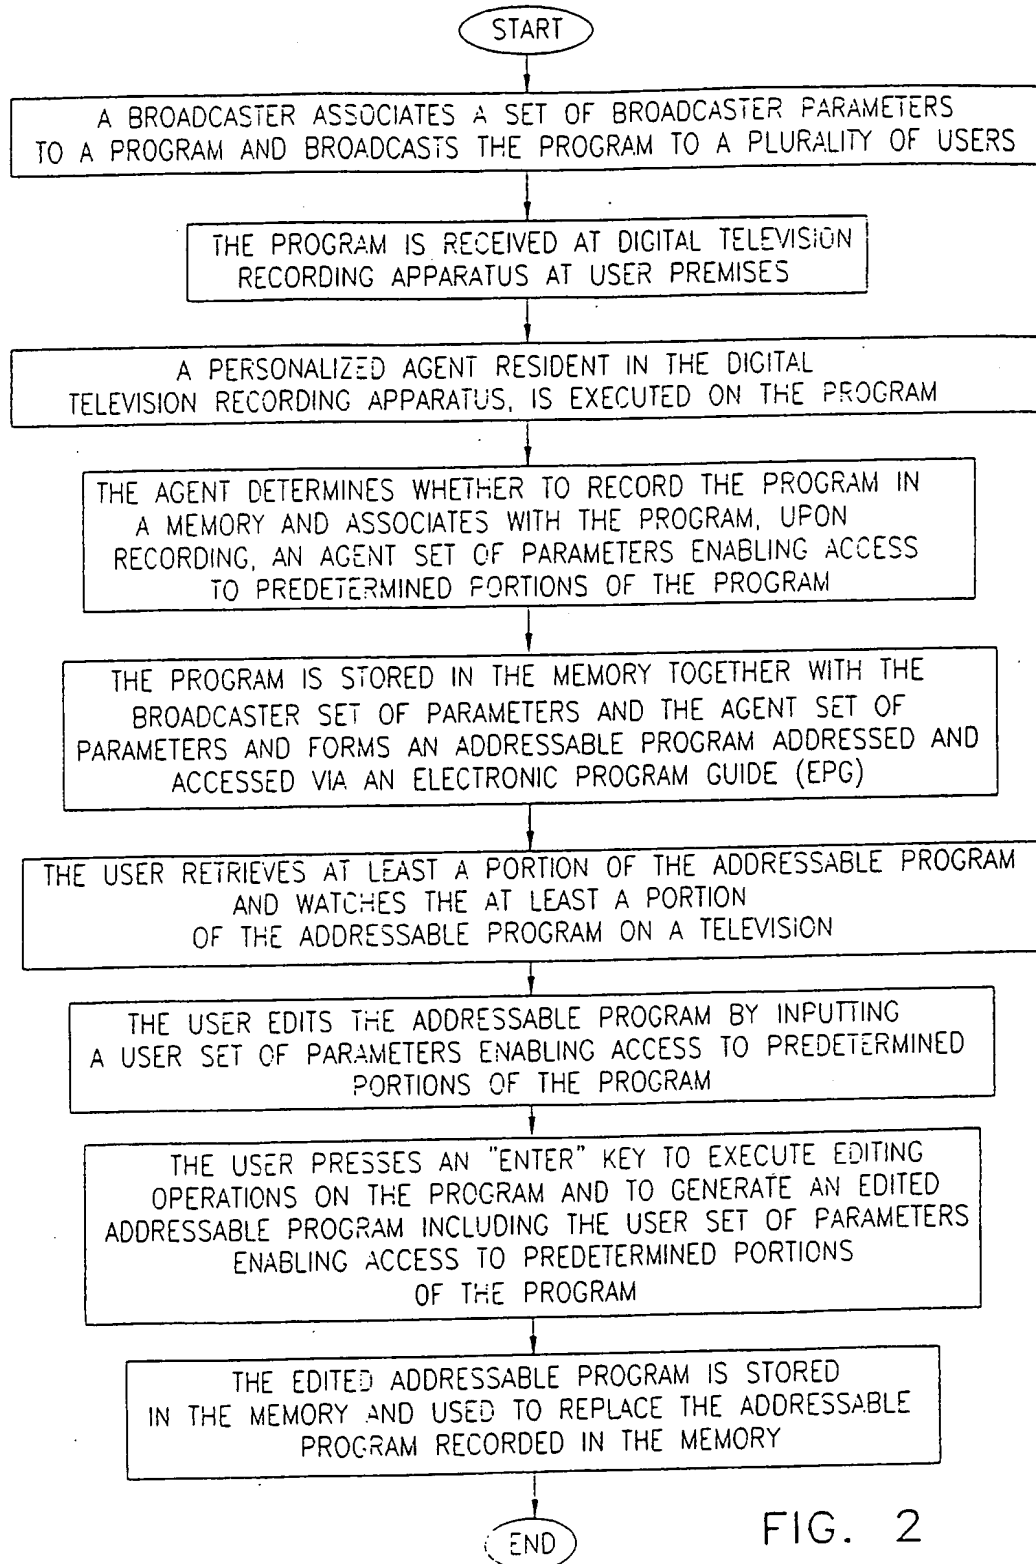 START
A BROADCASTER ASSOCIATES A SET OF BROADCASTER PARAMETERS
TO A PROGRAM AND BROADCASTS THE PROGRAM TO A PLURALITY OF USERS
THE PROGRAM IS RECEIVED AT DIGITAL TELEVISION
RECORDING APPARATUS AT USER PREMISES
A PERSONALIZED AGENT RESIDENT IN THE DIGITAL
TELEVISION RECORDING APPARATUS, IS EXECUTED ON THE PROGRAM
THE AGENT DETERMINES WHETHER TO RECORD THE PROGRAM IN
A MEMORY AND ASSOCIATES WITH THE PROGRAM, UPON
RECORDING, AN AGENT SET OF PARAMETERS ENABLING ACCESS
TO PREDETERMINED PORTIONS OF THE PROGRAM
THE PROGRAM IS STORED IN THE MEMORY TOGETHER WITH THE
BROADCASTER SET OF PARAMETERS AND THE AGENT SET OF
PARAMETERS AND FORMS AN ADDRESSABLE PROGRAM ADDRESSED AND
ACCESSED VIA AN ELECTRONIC PROGRAM GUIDE (EPG)
THE USER RETRIEVES AT LEAST A PORTION OF THE ADDRESSABLE PROGRAM
AND WATCHES THE AT LEAST A PORTION
OF THE ADDRESSABLE PROGRAM ON A TELEVISION
THE USER EDITS THE ADDRESSABLE PROGRAM BY INPUTTING
A USER SET OF PARAMETERS ENABLING ACCESS TO PREDETERMINED
PORTIONS OF THE PROGRAM
THE USER PRESSES AN "ENTER" KEY TO EXECUTE EDITING
OPERATIONS ON THE PROGRAM AND TO GENERATE AN EDITED
ADDRESSABLE PROGRAM INCLUDING THE USER SET OF PARAMETERS
ENABLING ACCESS TO PREDETERMINED PORTIONS
OF THE PROGRAM
THE EDITED ADDRESSABLE PROGRAM IS STORED
IN THE MEMORY AND USED TO REPLACE THE ADDRESSABLE
PROGRAM RECORDED IN THE MEMORY
END
FIG. 2